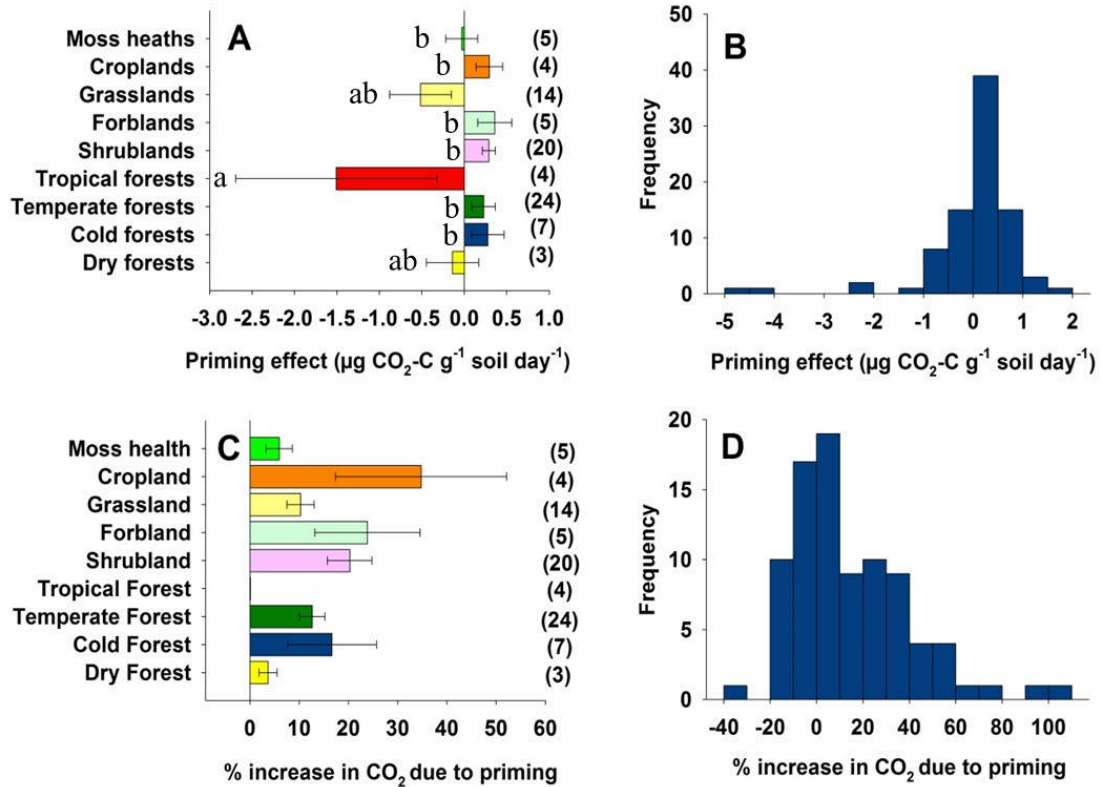 A
Moss heaths b (5)
Croplands b (4)
Grasslands ab (14)
Forblands b (5)
Shrublands b (20)
Tropical forests a (4)
Temperate forests b (24)
Cold forests b (7)
Dry forests ab (3)
-3.0 -2.5 -2.0 -1.5 -1.0 -0.5 0.0 0.5 1.0
Priming effect (µg CO₂-C g⁻¹ soil day⁻¹)
B
50
40
30
20
10
0
Frequency
-5 -4 -3 -2 -1 0 1 2
Priming effect (µg CO₂-C g⁻¹ soil day⁻¹)
C
Moss health (5)
Cropland (4)
Grassland (14)
Forbland (5)
Shrubland (20)
Tropical Forest (4)
Temperate Forest (24)
Cold Forest (7)
Dry Forest (3)
0 10 20 30 40 50 60
% increase in CO₂ due to priming
D
20
15
10
5
0
Frequency
-40 -20 0 20 40 60 80 100
% increase in CO₂ due to priming